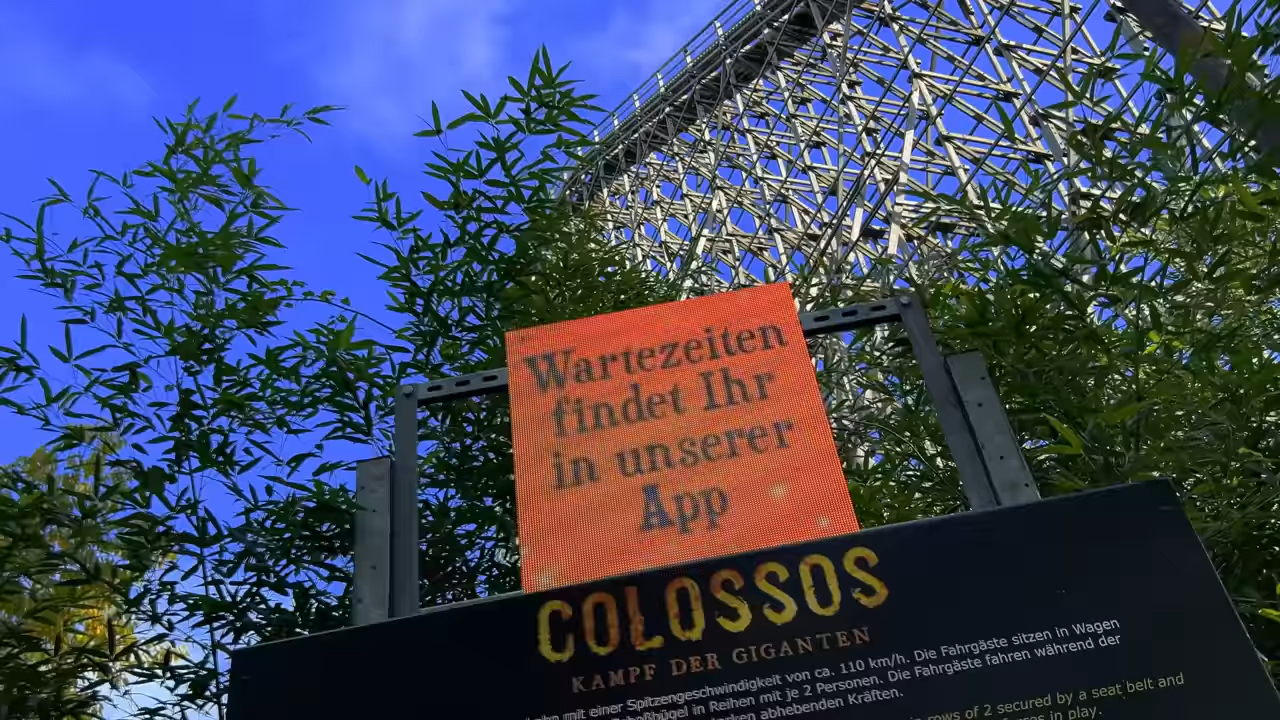 Wartezeiten
findet Ihr
in unserer
App
COLOSSOS
KAMPF DER GIGANTEN
mit einer Spitzengeschwindigkeit von ca. 110 km/h. Die Fahrgäste sitzen in Wagen
in Reihen mit je 2 Personen. Die Fahrgäste fahren während der
abhebenden Kräften.
rows of 2 secured by a seat belt and
in play.